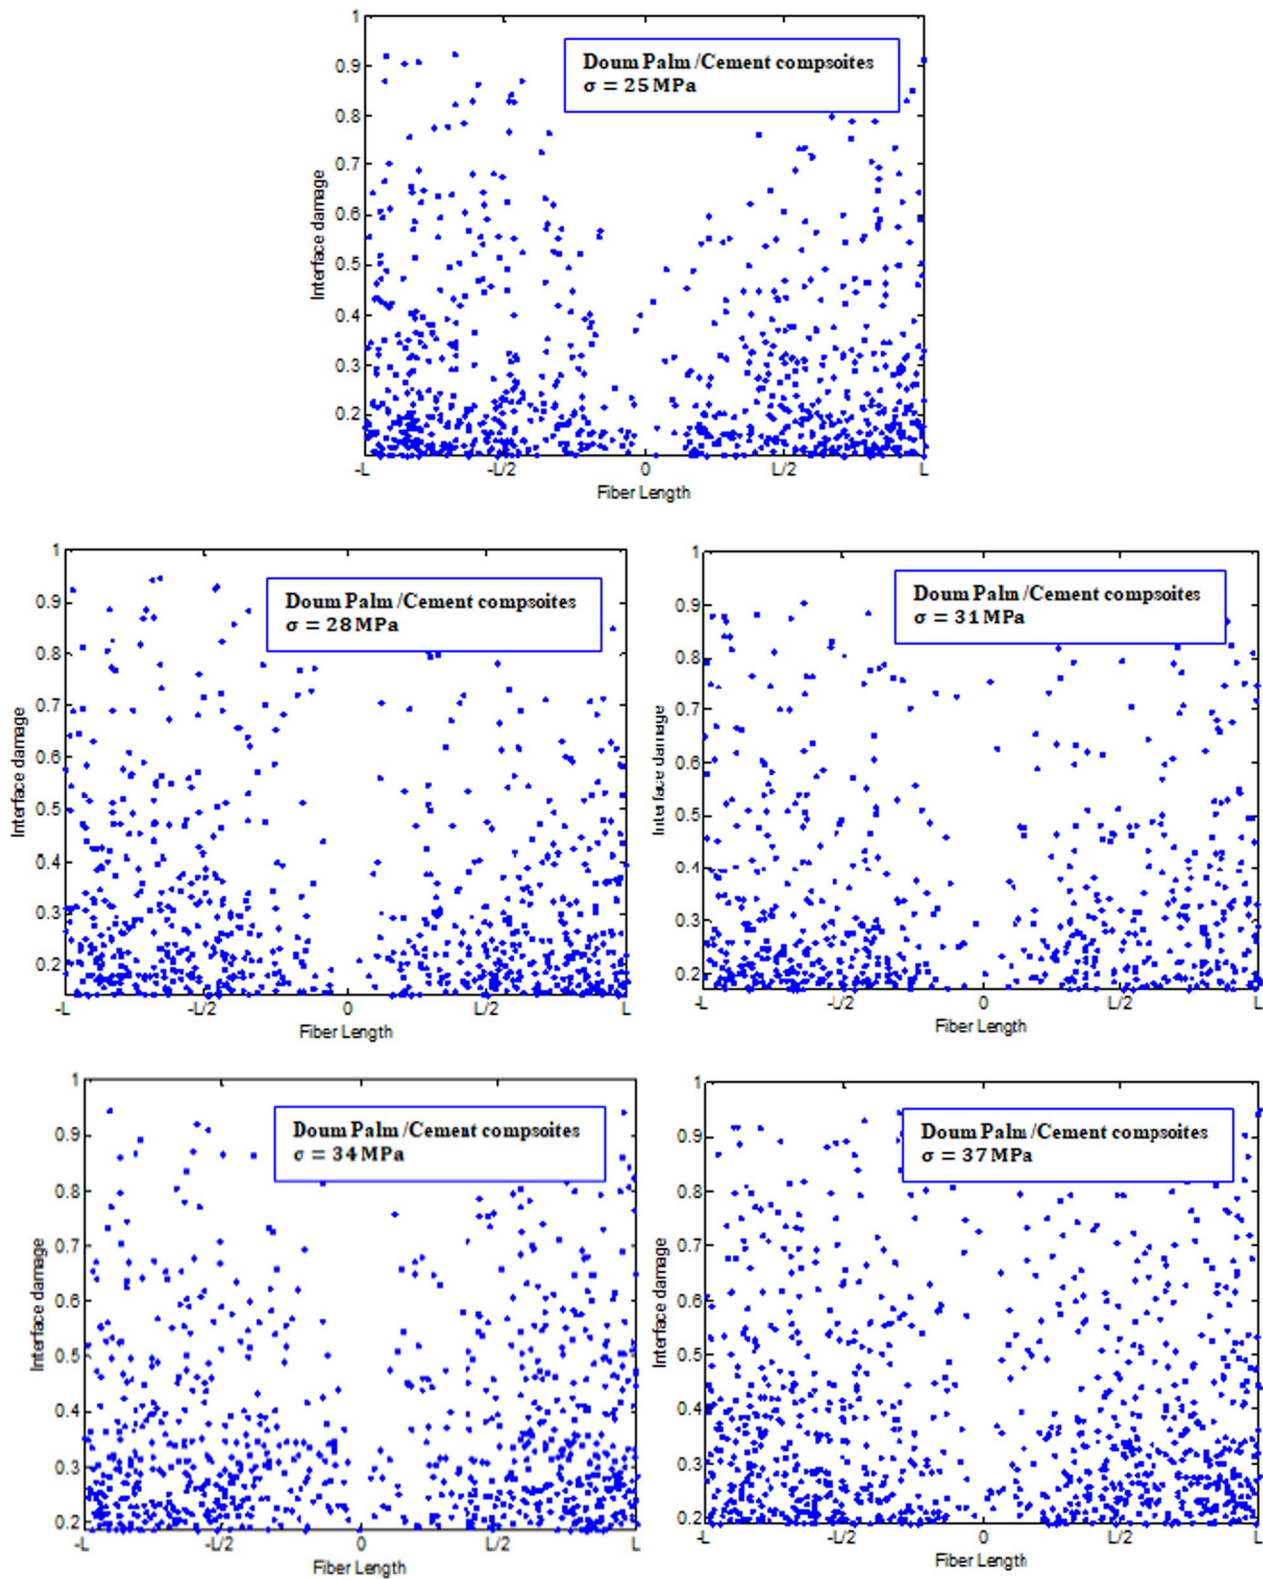 1
0.9
0.8
0.7
0.6
0.5
0.4
0.3
0.2
Interface damage
Doum Palm /Cement compsoites
σ = 25 MPa
-L
-L/2
0
L/2
L
Fiber Length
1
0.9
0.8
0.7
0.6
0.5
0.4
0.3
0.2
Interface damage
Doum Palm /Cement compsoites
σ = 28 MPa
-L
-L/2
0
L/2
L
Fiber Length
1
0.9
0.8
0.7
0.6
0.5
0.4
0.3
0.2
Interface damage
Doum Palm /Cement compsoites
σ = 31 MPa
-L
-L/2
0
L/2
L
Fiber Length
1
0.9
0.8
0.7
0.6
0.5
0.4
0.3
0.2
Interface damage
Doum Palm /Cement compsoites
σ = 34 MPa
-L
-L/2
0
L/2
L
Fiber Length
1
0.9
0.8
0.7
0.6
0.5
0.4
0.3
0.2
Interface damage
Doum Palm /Cement compsoites
σ = 37 MPa
-L
-L/2
0
L/2
L
Fiber Length